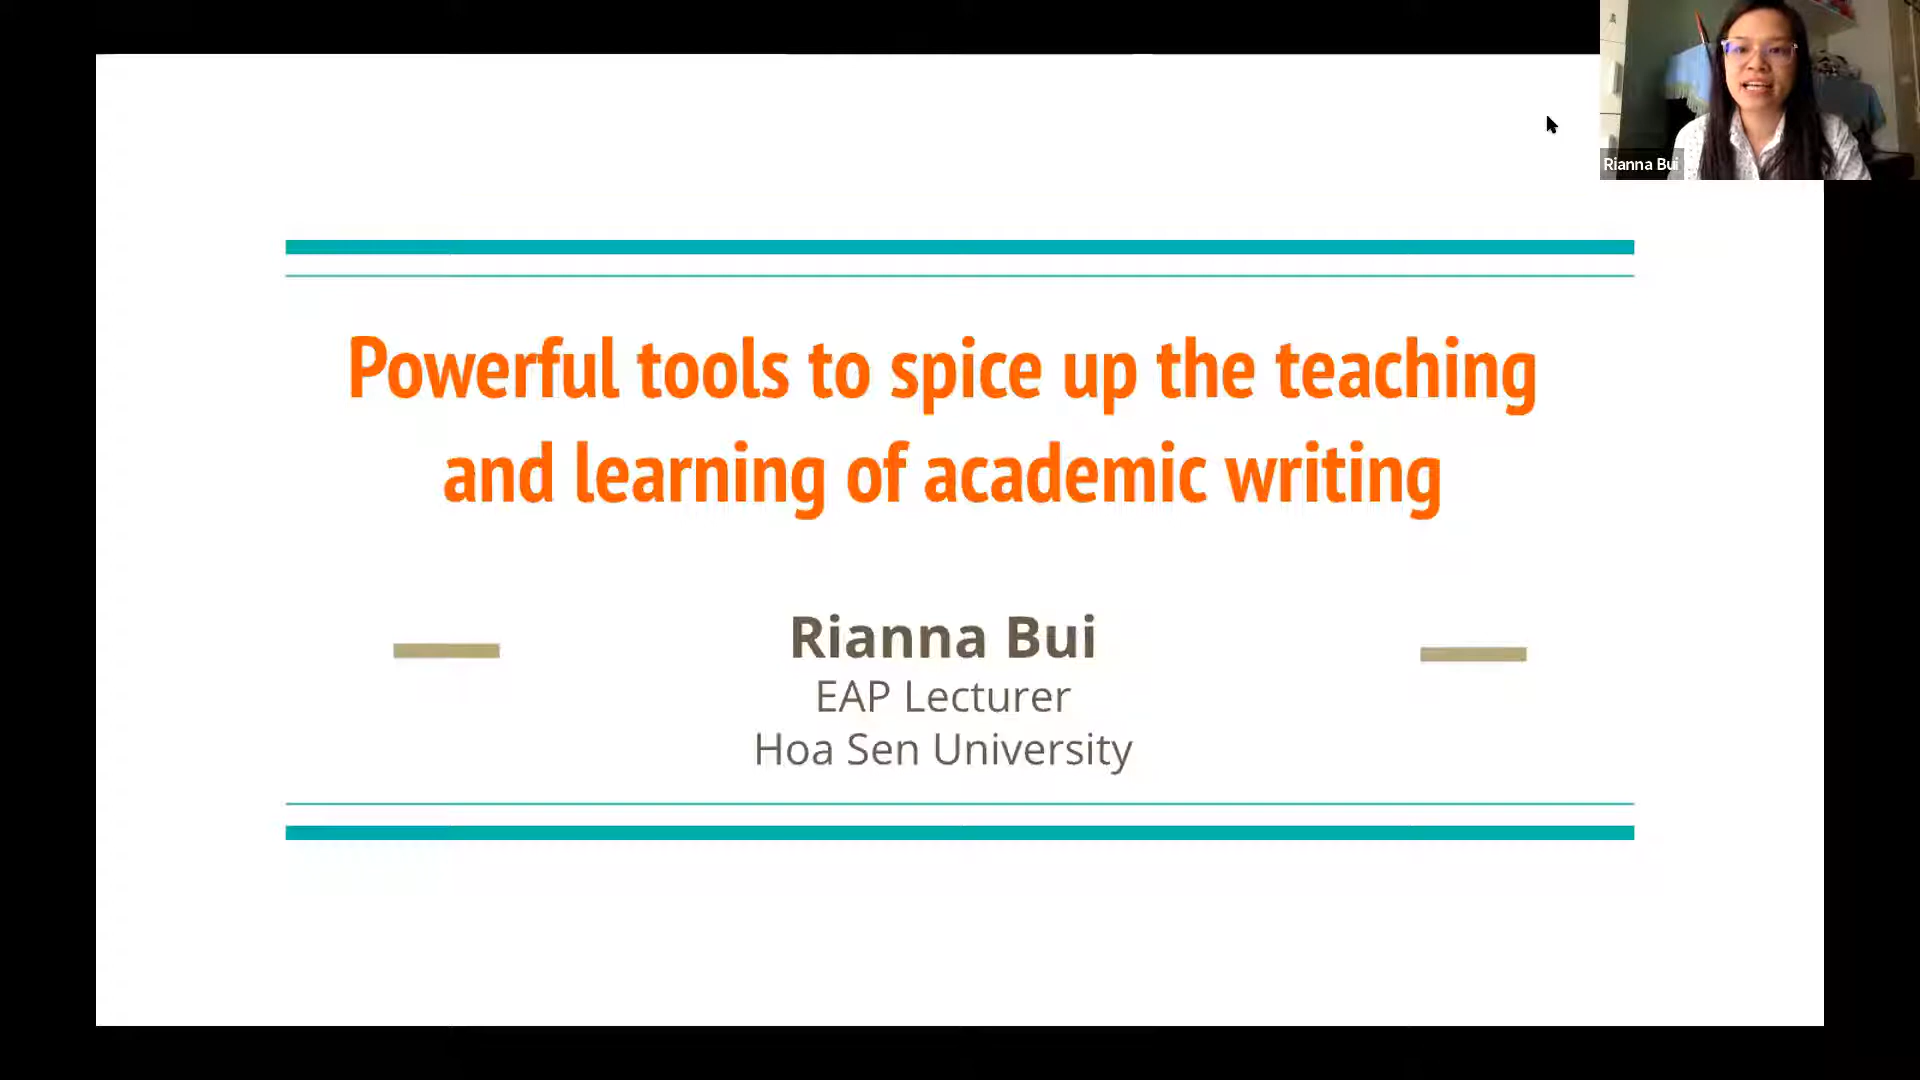 Rianna Bui
Powerful tools to spice up the teaching
and learning of academic writing
Rianna Bui
EAP Lecturer
Hoa Sen University